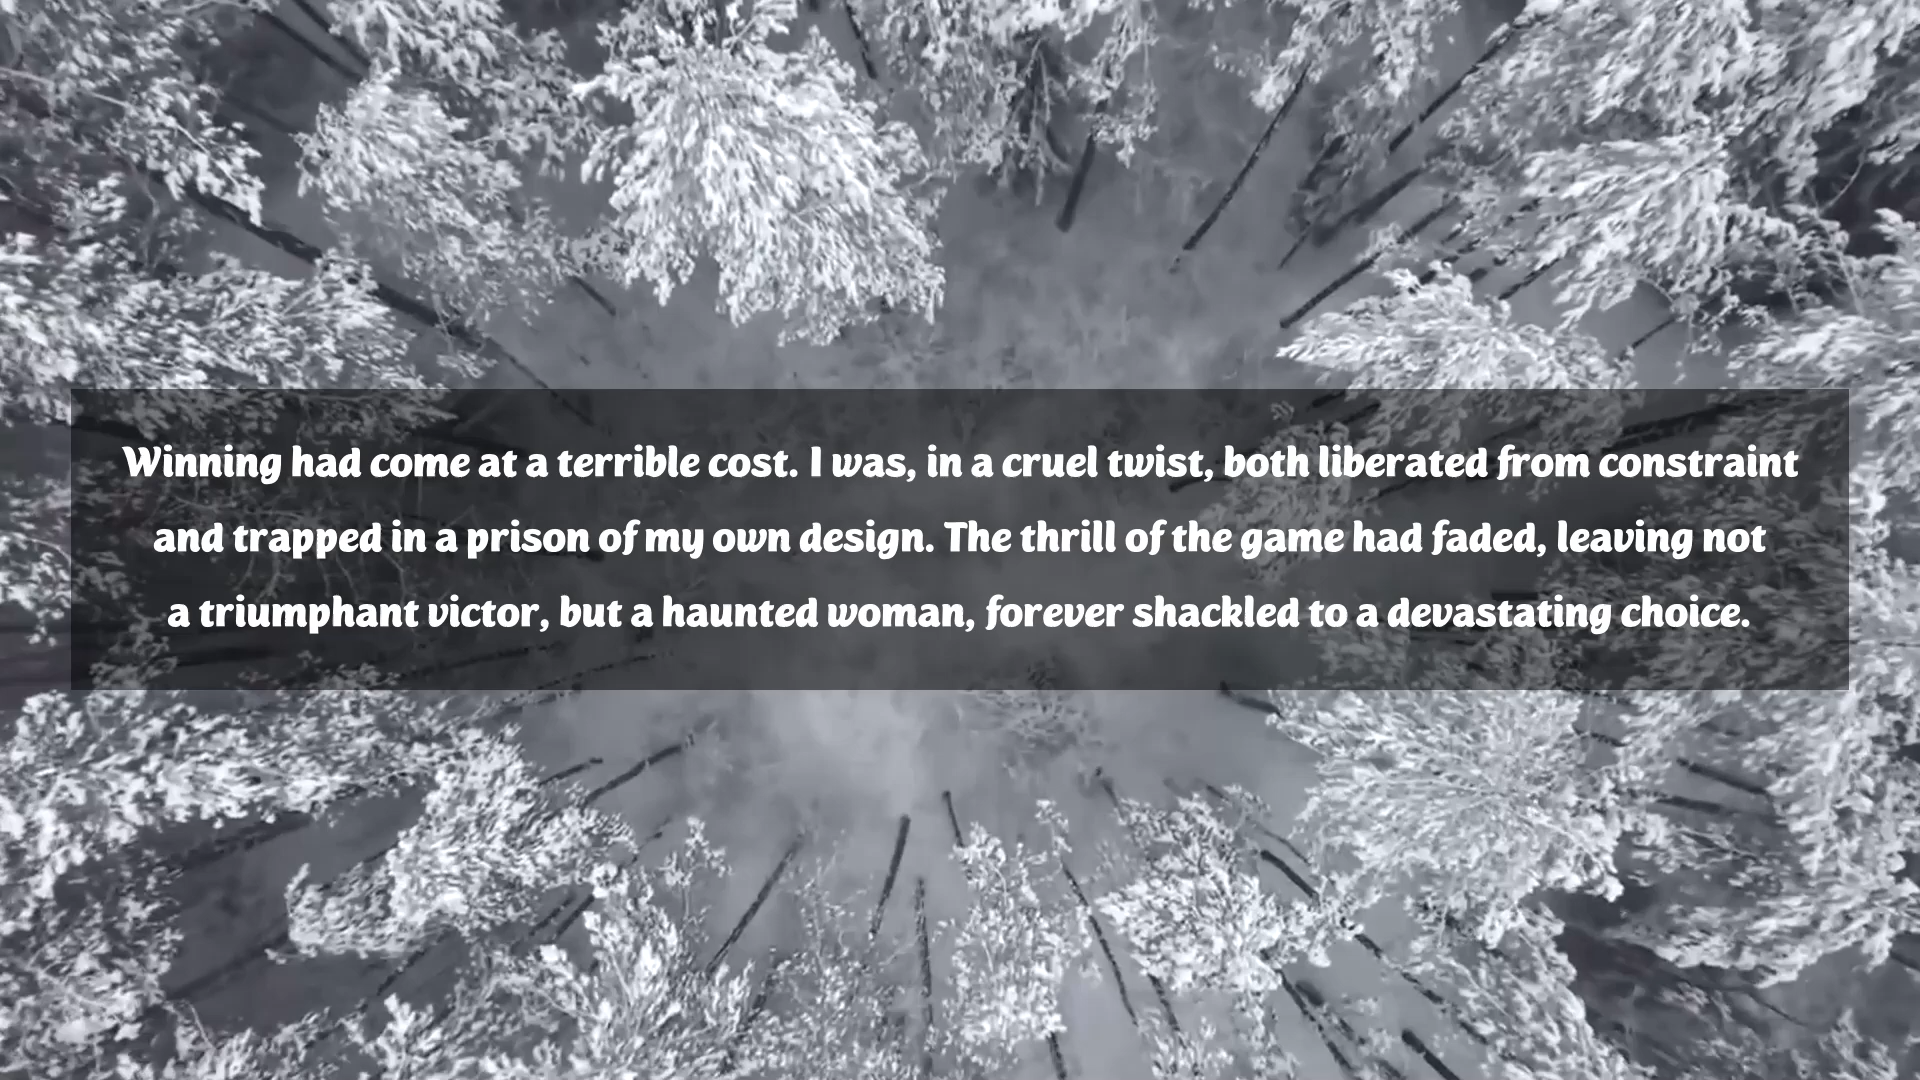 Winning had come at a terrible cost. I was, in a cruel twist, both liberated from constraint
and trapped in a prison of my own design. The thrill of the game had faded, leaving not
a triumphant victor, but a haunted woman, forever shackled to a devastating choice.